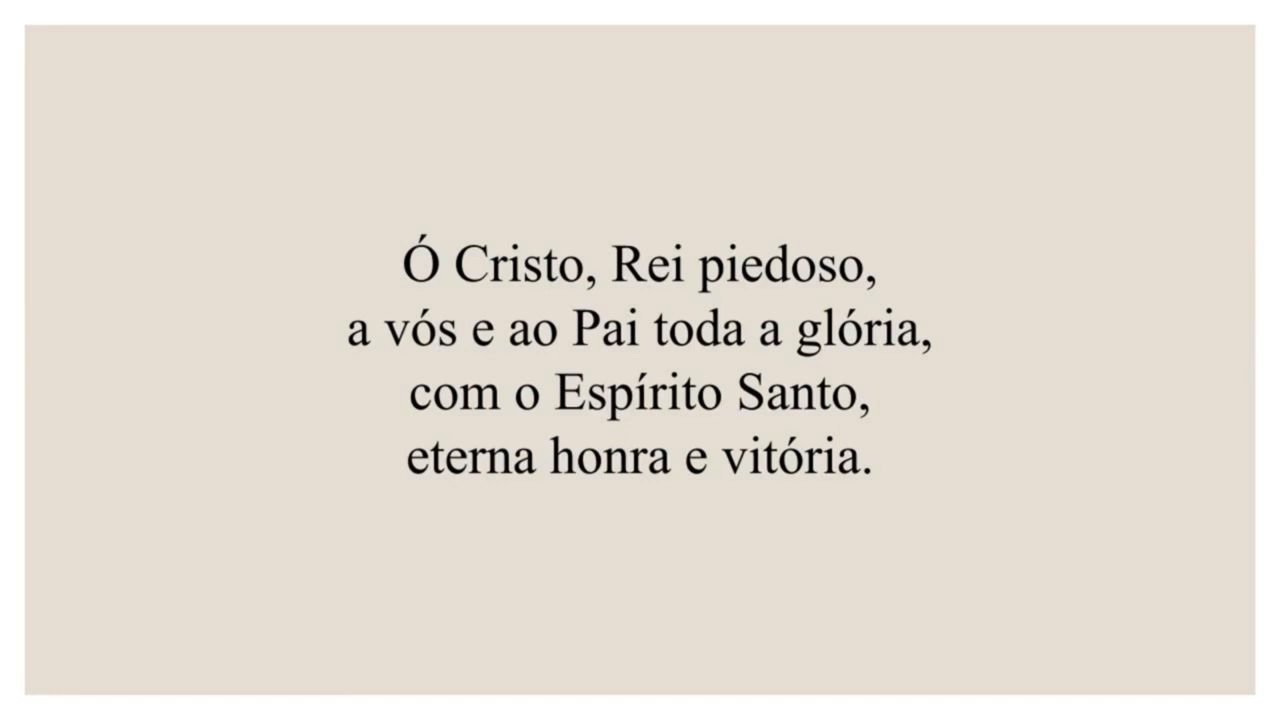 Ó Cristo, Rei piedoso,
a vós e ao Pai toda a glória,
com o Espírito Santo,
eterna honra e vitória.